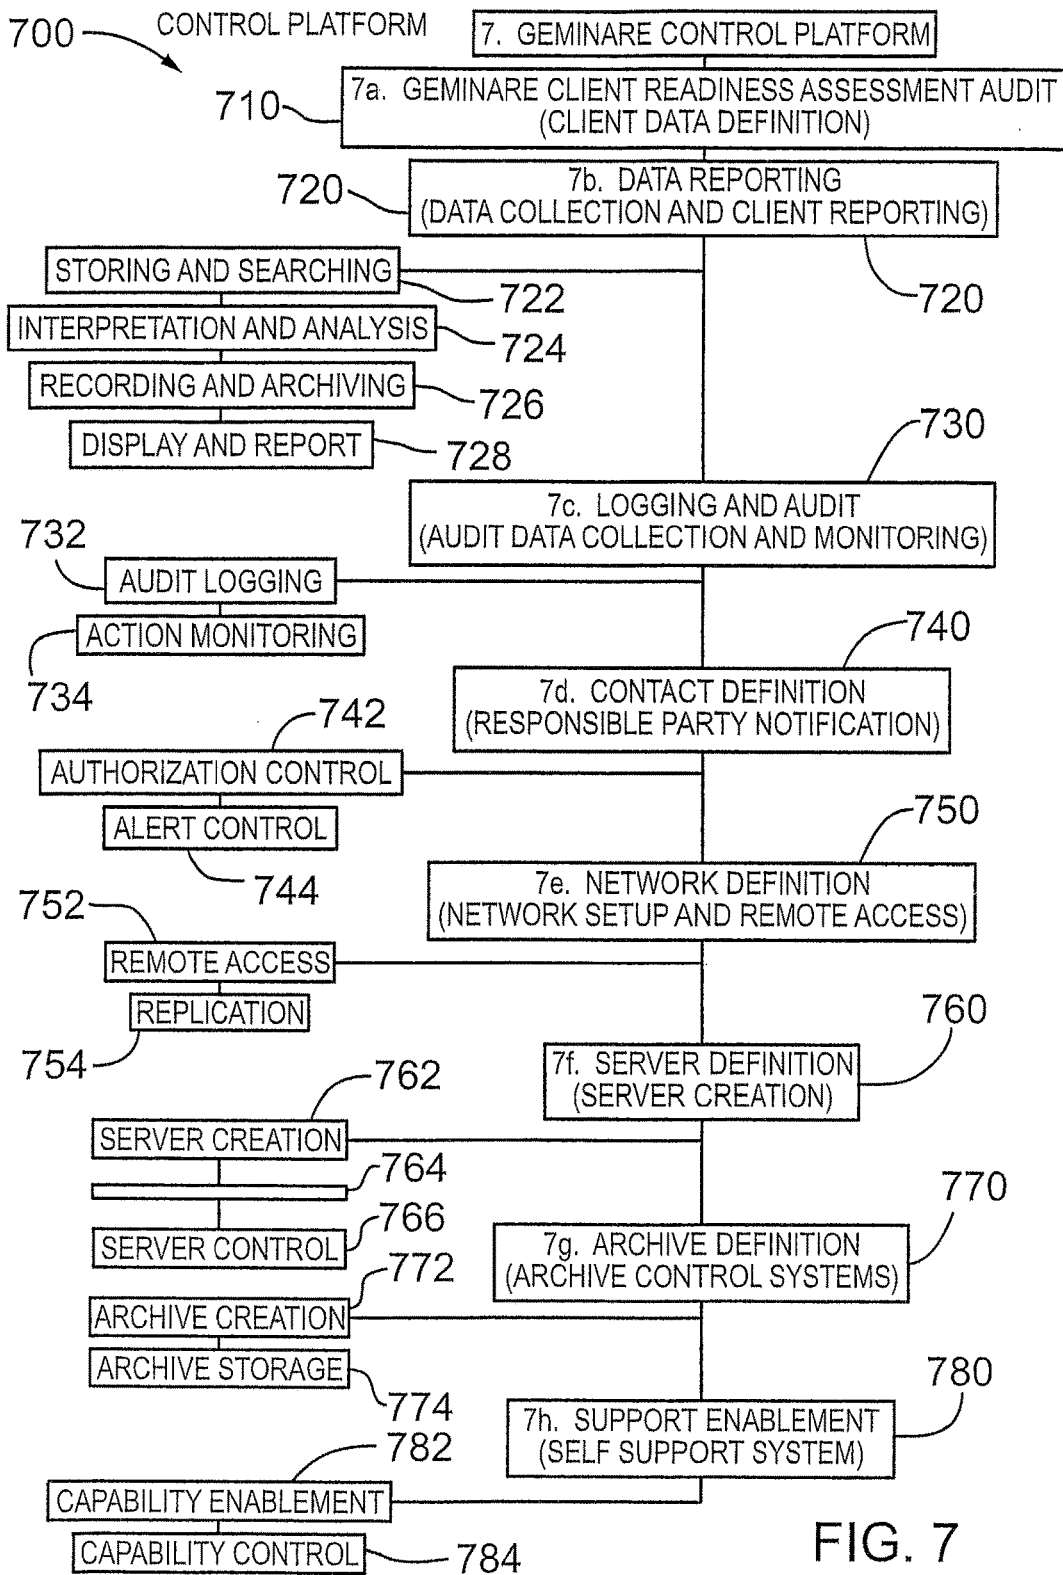 700
CONTROL PLATFORM
7. GEMINARE CONTROL PLATFORM
710
7a. GEMINARE CLIENT READINESS ASSESSMENT AUDIT
(CLIENT DATA DEFINITION)
720
7b. DATA REPORTING
(DATA COLLECTION AND CLIENT REPORTING)
720
STORING AND SEARCHING
722
INTERPRETATION AND ANALYSIS
724
RECORDING AND ARCHIVING
726
DISPLAY AND REPORT
728
730
7c. LOGGING AND AUDIT
(AUDIT DATA COLLECTION AND MONITORING)
732
AUDIT LOGGING
ACTION MONITORING
734
740
7d. CONTACT DEFINITION
(RESPONSIBLE PARTY NOTIFICATION)
742
AUTHORIZATION CONTROL
ALERT CONTROL
744
750
7e. NETWORK DEFINITION
(NETWORK SETUP AND REMOTE ACCESS)
752
REMOTE ACCESS
REPLICATION
754
760
7f. SERVER DEFINITION
(SERVER CREATION)
762
SERVER CREATION
764
SERVER CONTROL
766
770
7g. ARCHIVE DEFINITION
(ARCHIVE CONTROL SYSTEMS)
772
ARCHIVE CREATION
ARCHIVE STORAGE
774
780
7h. SUPPORT ENABLEMENT
(SELF SUPPORT SYSTEM)
782
CAPABILITY ENABLEMENT
CAPABILITY CONTROL
784
FIG. 7